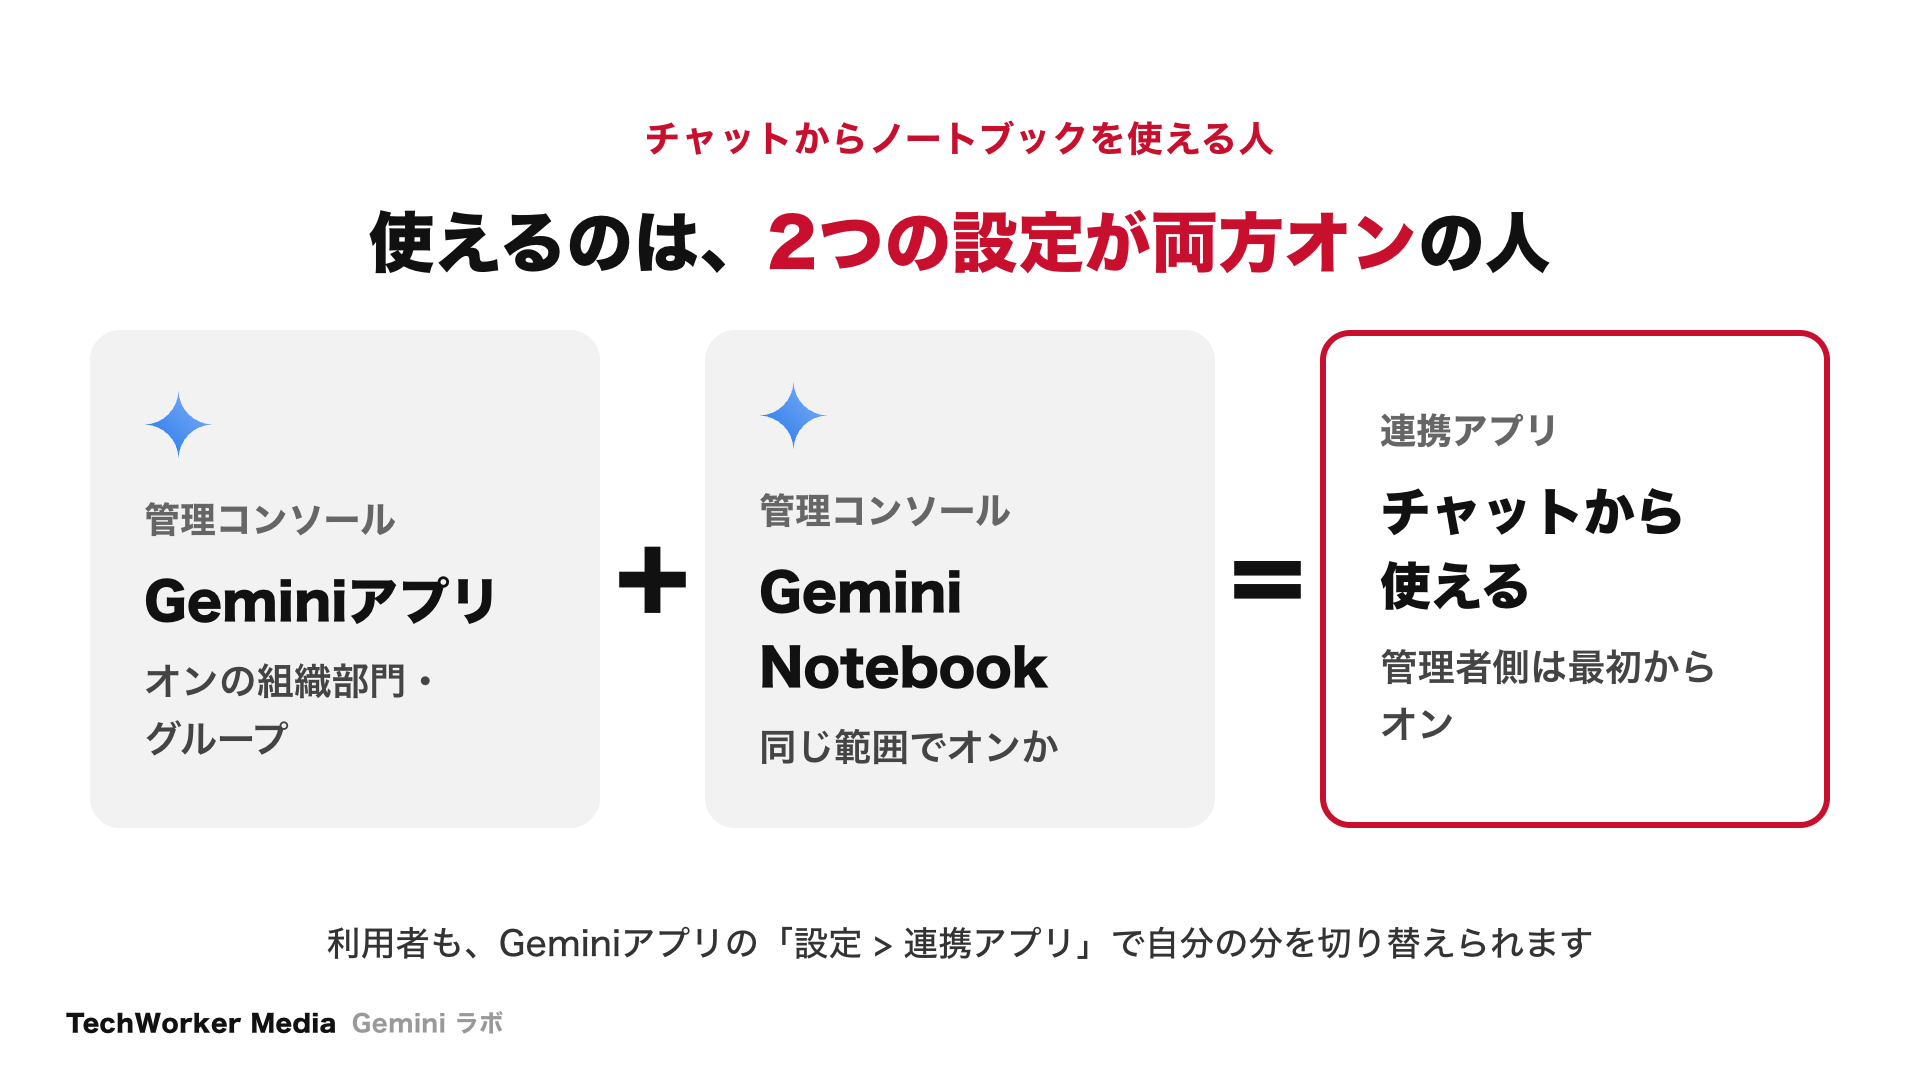 チャットからノートブックを使える人
使えるのは、2つの設定が両方オンの人
管理コンソール
Geminiアプリ
オンの組織部門・
グループ
+
管理コンソール
Gemini
Notebook
同じ範囲でオンか
=
連携アプリ
チャットから
使える
管理者側は最初から
オン
利用者も、Geminiアプリの「設定 > 連携アプリ」で自分の分を切り替えられます
TechWorker Media Gemini ラボ